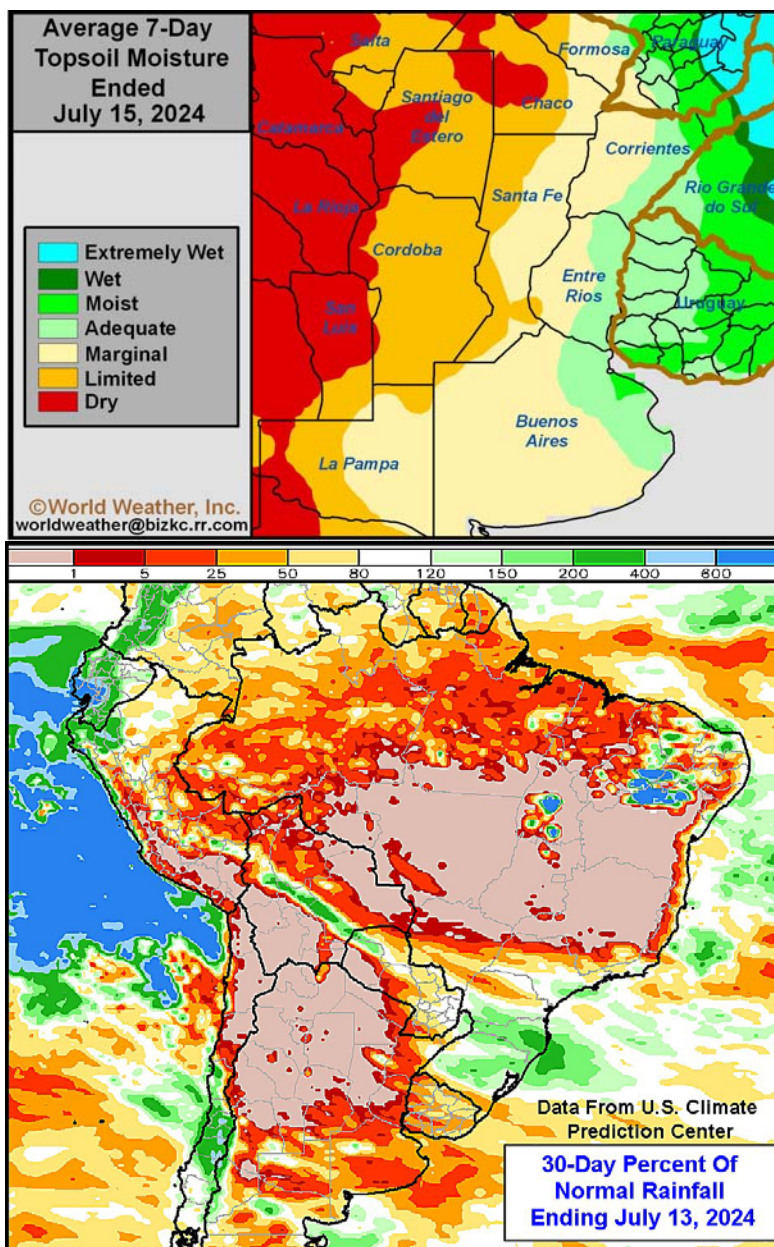 Average 7-Day
Topsoil Moisture
Ended
July 15, 2024
Extremely Wet
Wet
Moist
Adequate
Marginal
Limited
Dry
©World Weather, Inc.
worldweather@bizkc.rr.com
Salta
Formosa
Paraguay
Santiago
del
Estero
Chaco
Catamarca
Corrientes
La Rioja
Santa Fe
Rio Grande
do Sul
Cordoba
Entre
Rios
San
Luis
Uruguay
Buenos
Aires
La Pampa
1 5 25 50 80 120 150 200 400 600
Data From U.S. Climate
Prediction Center
30-Day Percent Of
Normal Rainfall
Ending July 13, 2024